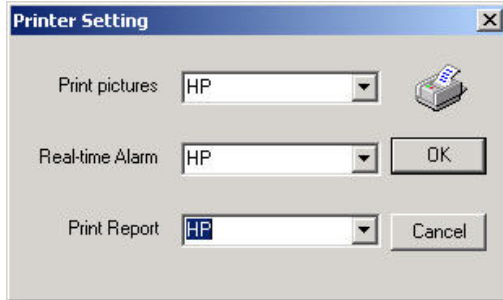 Printer Setting
Print pictures HP
Real-time Alarm HP OK
Print Report HP Cancel